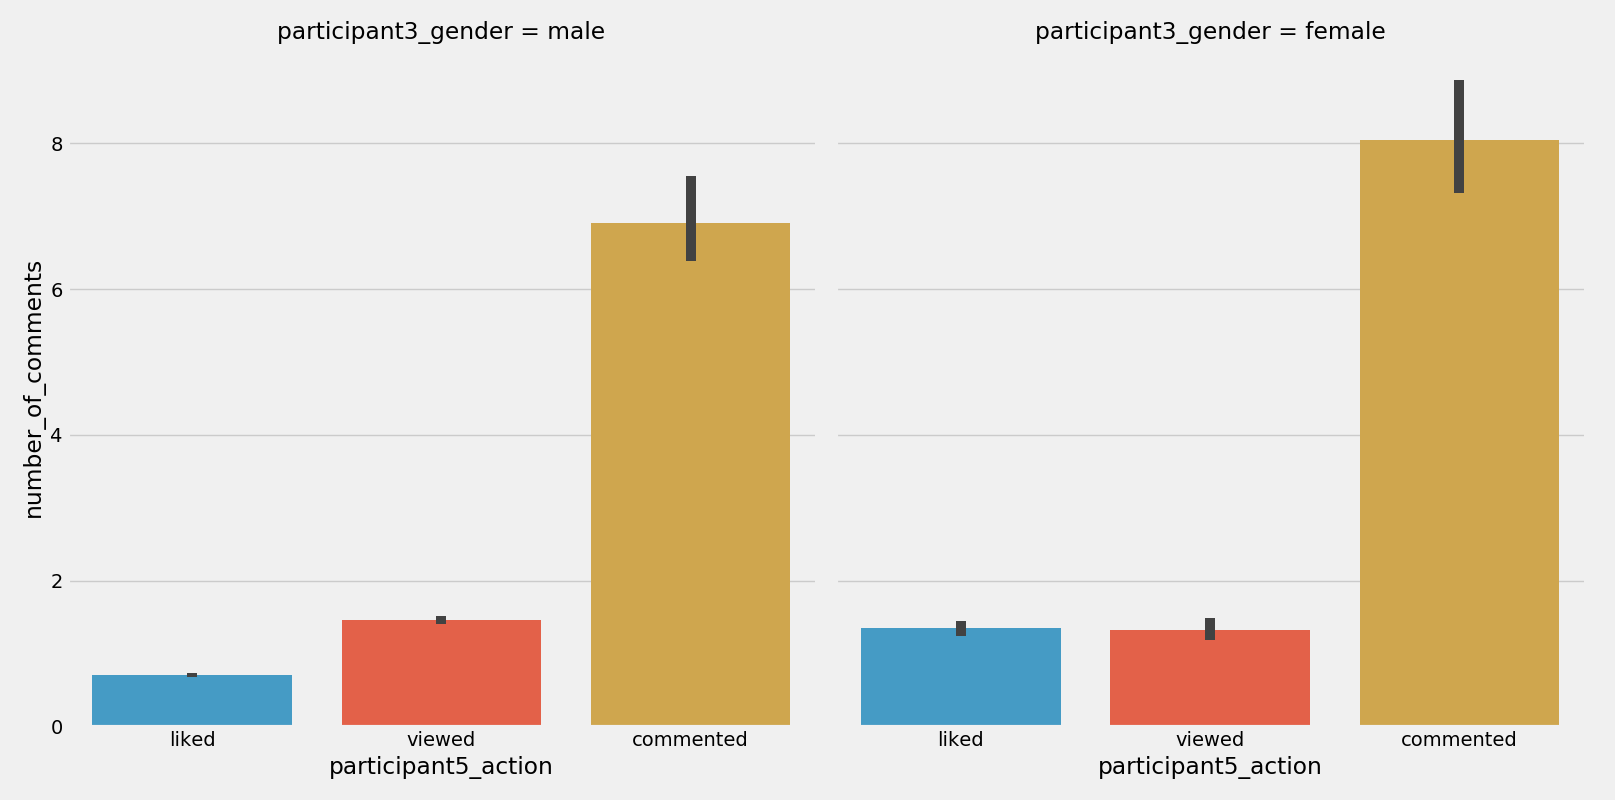 participant3_gender = male
participant3_gender = female
number_of_comments
8
6
4
2
0
liked viewed commented
liked viewed commented
participant5_action
participant5_action